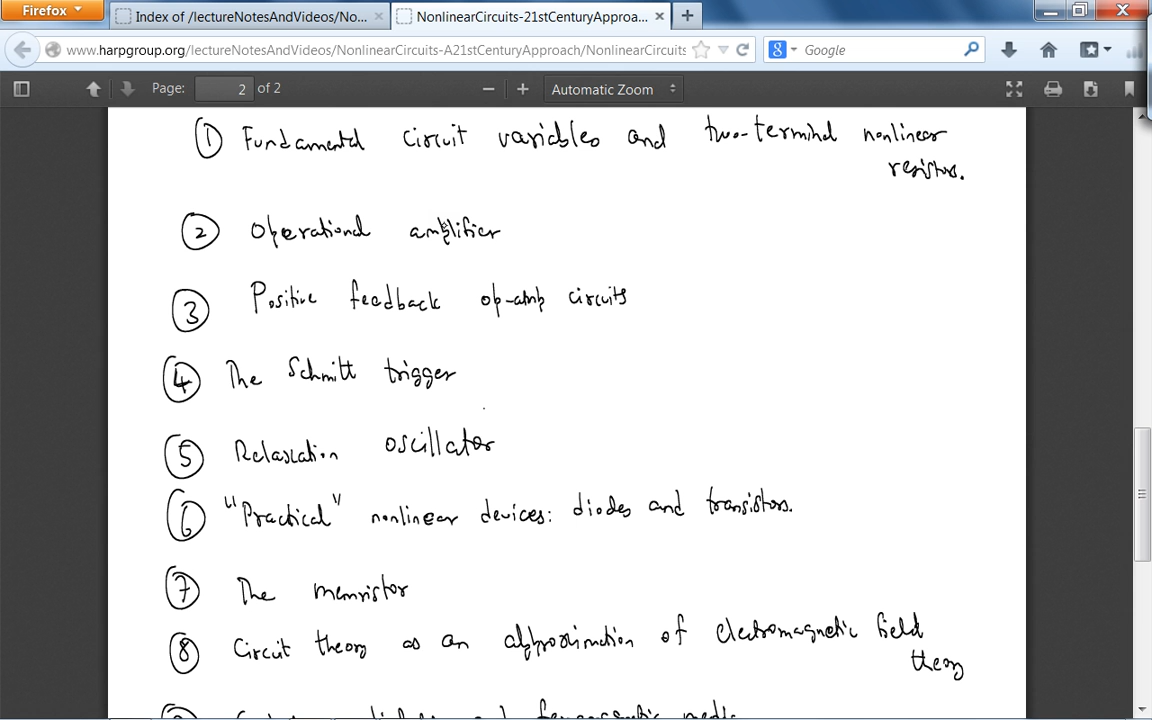 Firefox
Index of /lectureNotesAndVideos/No...
NonlinearCircuits-21stCenturyApproa...
www.harpgroup.org/lectureNotesAndVideos/NonlinearCircuits-A21stCenturyApproach/NonlinearCircuits
Google
Page: 2 of 2
Automatic Zoom
① Fundamental circuit variables and two-terminal nonlinear
resistors.
② Operational amplifier
③ Positive feedback op-amp circuits
④ The Schmitt trigger
⑤ Relaxation oscillator
⑥ "Practical" nonlinear devices: diodes and transistors.
⑦ The memristor
⑧ Circuit theory as an approximation of electromagnetic field
theory